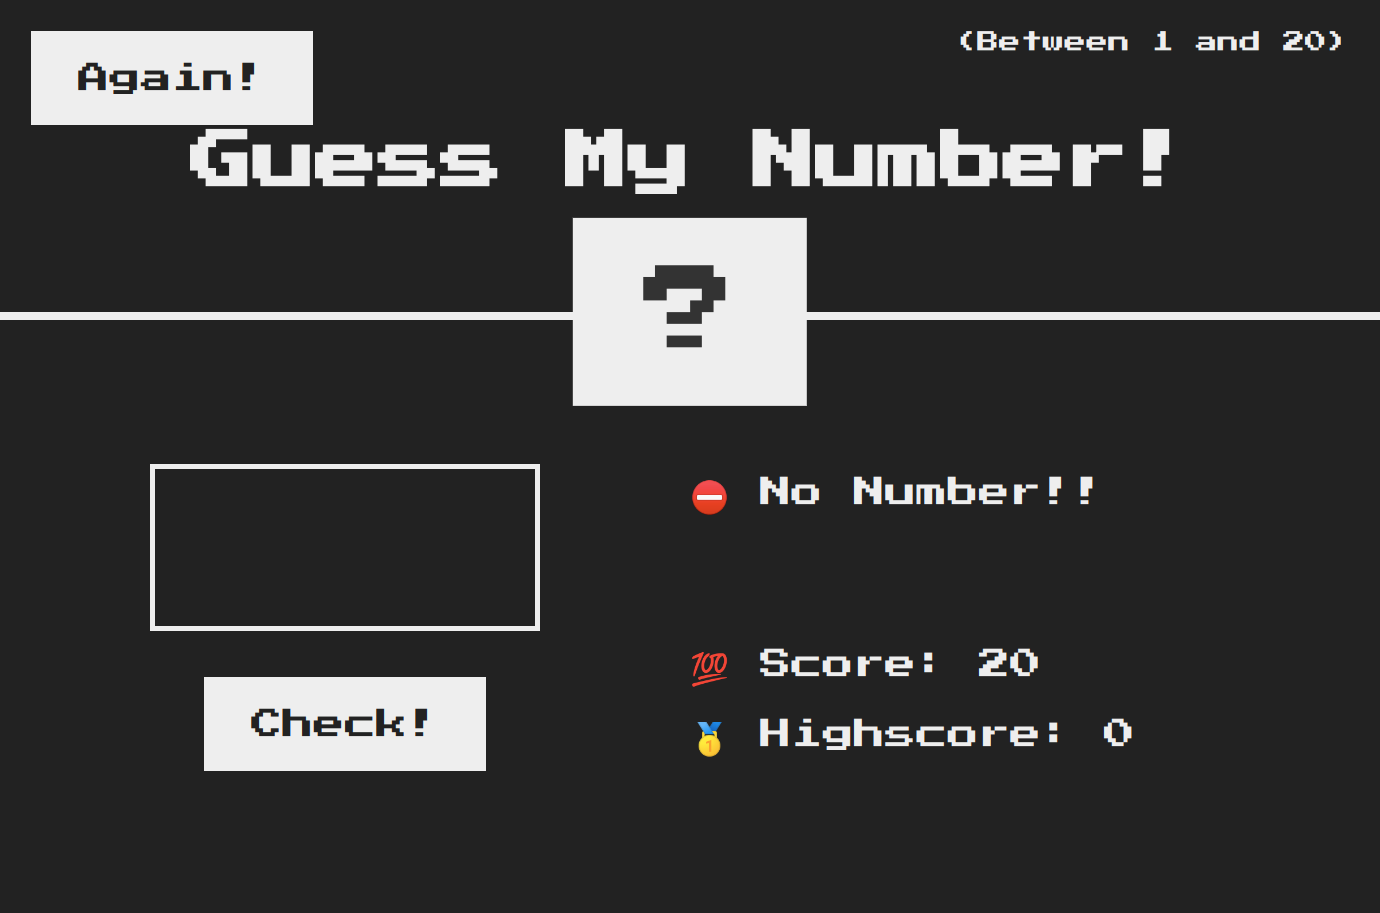 Again!
(Between 1 and 20)
Guess My Number!
?
⛔ No Number!!
💯 Score: 20
🥇 Highscore: 0
Check!